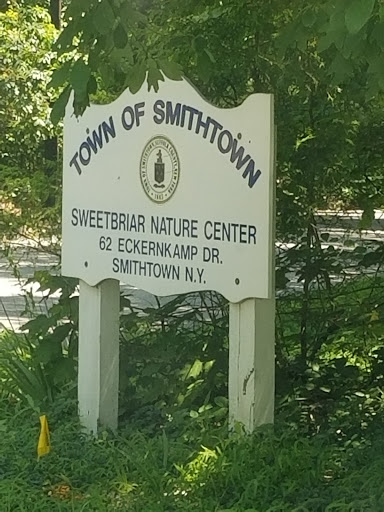 TOWN OF SMITHTOWN
SWEETBRIAR NATURE CENTER
62 ECKERNKAMP DR.
SMITHTOWN N.Y.